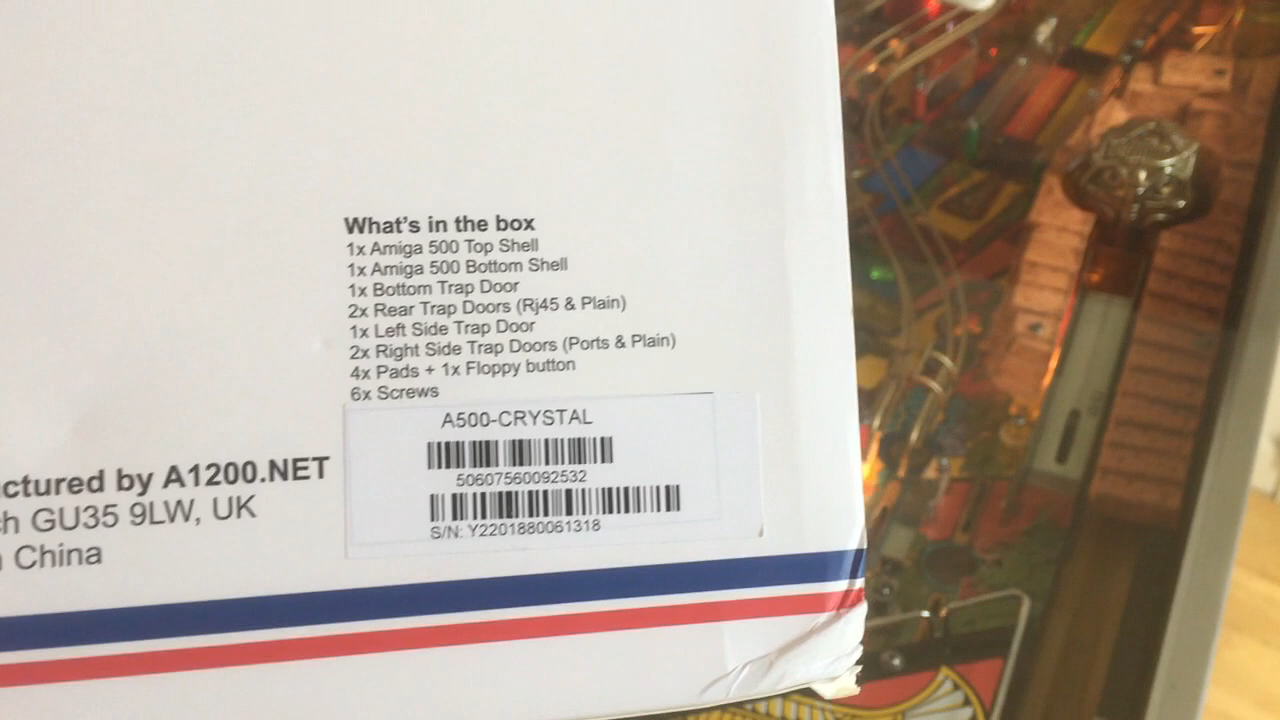 What's in the box
1x Amiga 500 Top Shell
1x Amiga 500 Bottom Shell
1x Bottom Trap Door
2x Rear Trap Doors (Rj45 & Plain)
1x Left Side Trap Door
2x Right Side Trap Doors (Ports & Plain)
4x Pads + 1x Floppy button
6x Screws
A500-CRYSTAL
50607560092532
S/N: Y2201880061318
ctured by A1200.NET
h GU35 9LW, UK
China